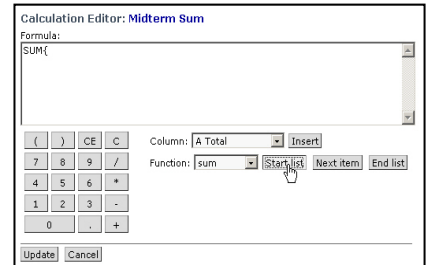 Calculation Editor: Midterm Sum
Formula:
SUM{
( ) CE C
Column: A Total Insert
7 8 9 /
Function: sum Start list Next item End list
4 5 6 *
1 2 3 -
0 . +
Update Cancel